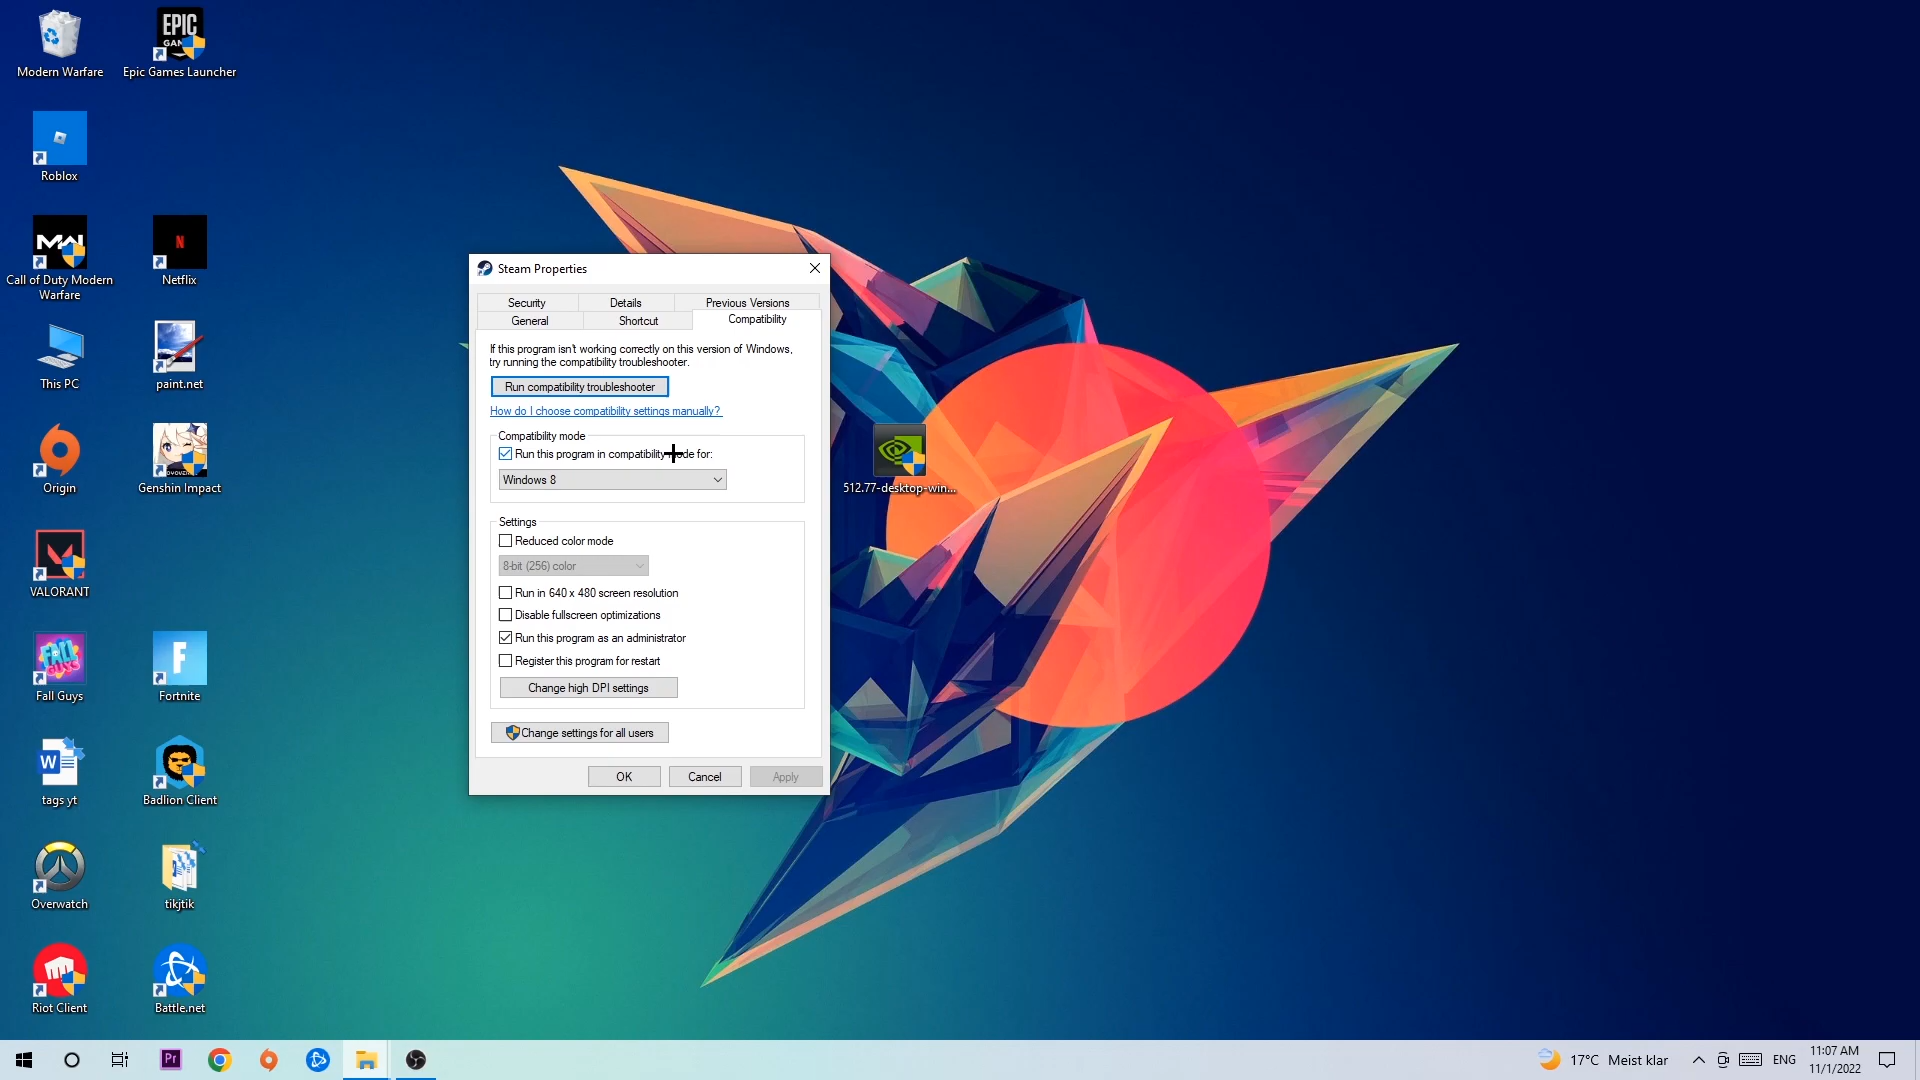 Modern Warfare
EPIC
GAMES
Epic Games Launcher
Roblox
MW
Call of Duty Modern
Warfare
N
Netflix
This PC
paint.net
Origin
Genshin Impact
VALORANT
FALL
GUYS
Fall Guys
F
Fortnite
W
tags yt
Badlion Client
Overwatch
tikjtik
Riot Client
Battle.net
Steam Properties
Security
Details
Previous Versions
General
Shortcut
Compatibility
If this program isn't working correctly on this version of Windows,
try running the compatibility troubleshooter.
Run compatibility troubleshooter
How do I choose compatibility settings manually?
Compatibility mode
Run this program in compatibility mode for:
Windows 8
Settings
Reduced color mode
8-bit (256) color
Run in 640 x 480 screen resolution
Disable fullscreen optimizations
Run this program as an administrator
Register this program for restart
Change high DPI settings
Change settings for all users
OK
Cancel
Apply
512.77-desktop-win...
Pr
17°C Meist klar
ENG
11:07 AM
11/1/2022